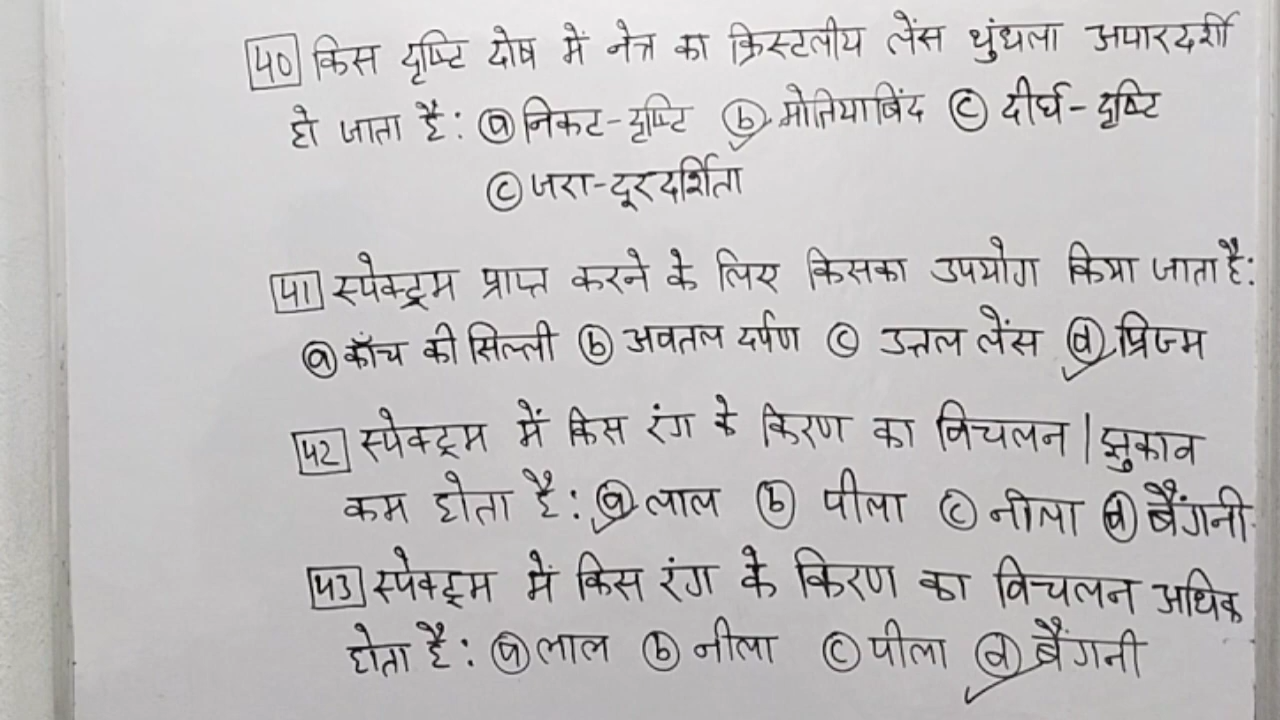 40 किस दृष्टि दोष में नेत्र का क्रिस्टलीय लेंस धुंधला अपारदर्शी
हो जाता है: (a) निकट-दृष्टि (b) मोतियाबिंद (c) दीर्घ-दृष्टि
(c) जरा-दूरदर्शिता
41 स्पेक्ट्रम प्राप्त करने के लिए किसका उपयोग किया जाता है:
(a) काँच की सिल्ली (b) अवतल दर्पण (c) उत्तल लेंस (d) प्रिज्म
42 स्पेक्ट्रम में किस रंग के किरण का विचलन | झुकाव
कम होता है: (a) लाल (b) पीला (c) नीला (d) बैंगनी
43 स्पेक्ट्रम में किस रंग के किरण का विचलन अधिक
होता है: (a) लाल (b) नीला (c) पीला (d) बैंगनी